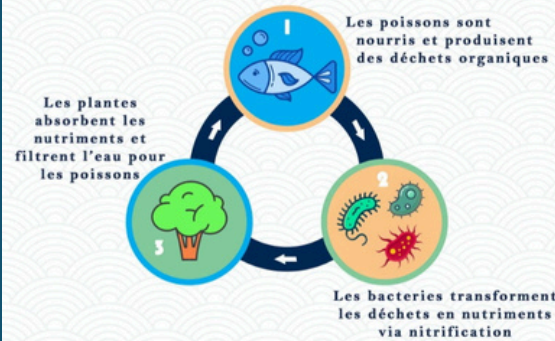 1
Les poissons sont
nourris et produisent
des déchets organiques
2
Les bacteries transforment
les déchets en nutriments
via nitrification
3
Les plantes
absorbent les
nutriments et
filtrent l'eau pour
les poissons